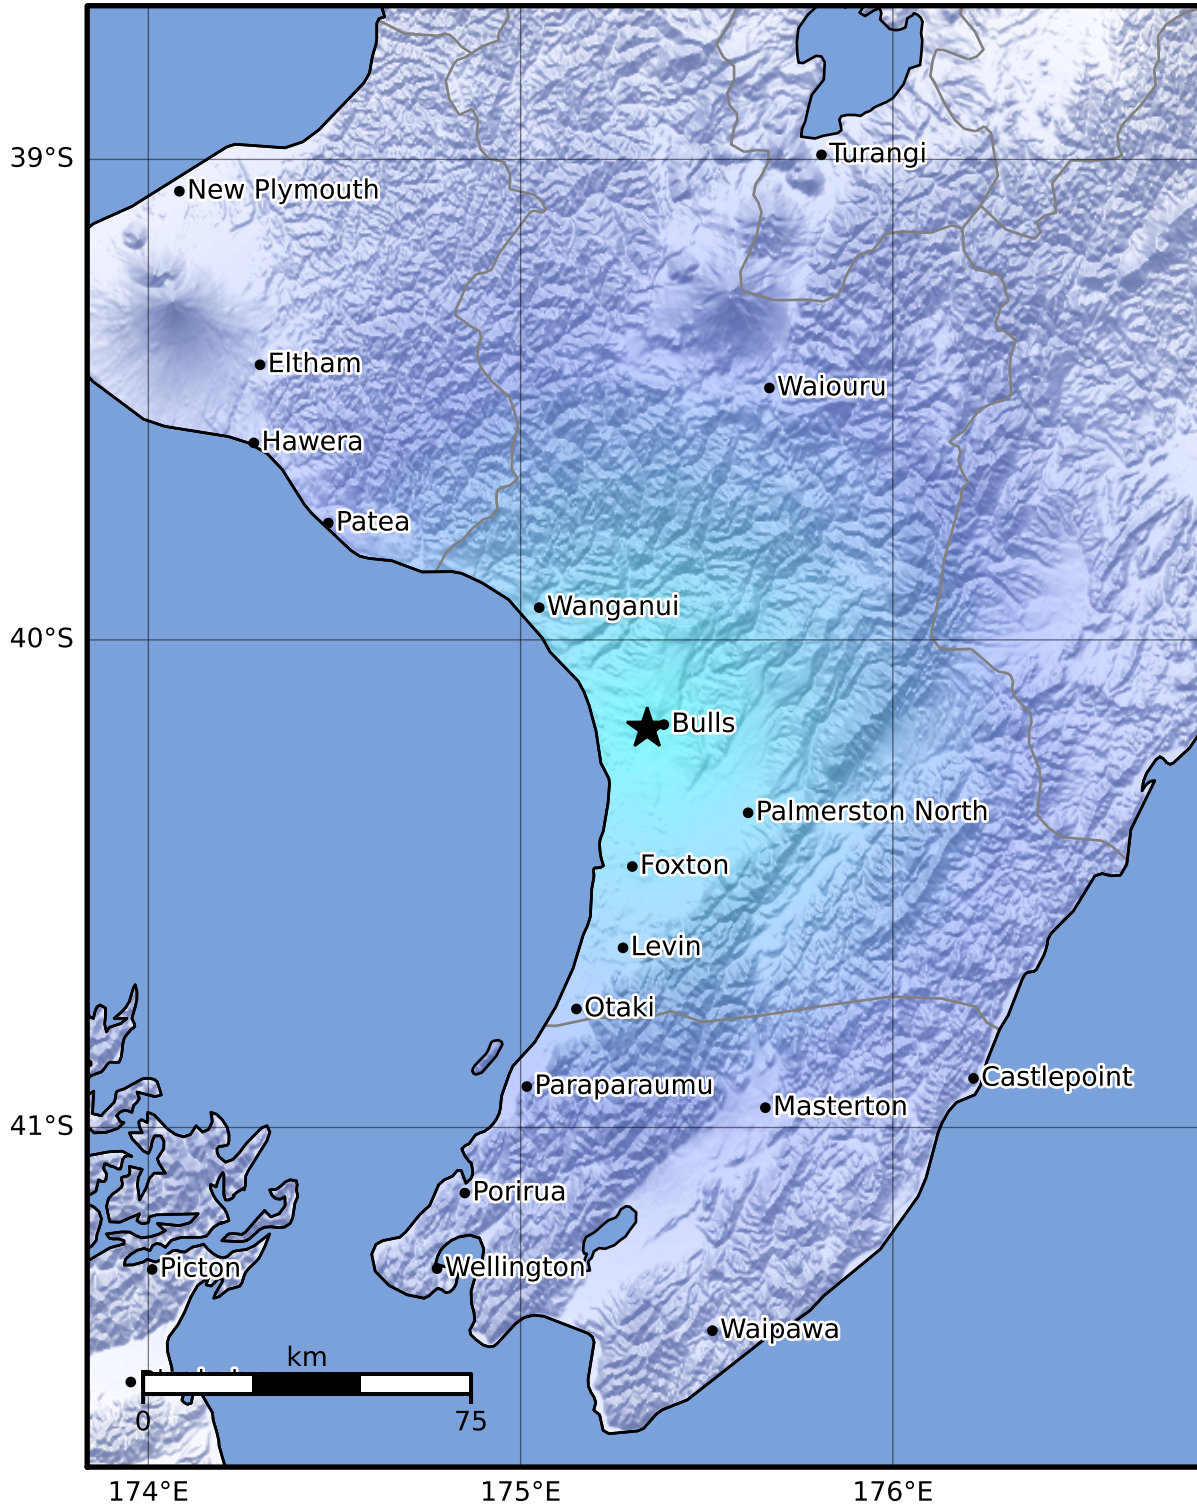 39°S
Turangi
New Plymouth
Eltham
Waiouru
Hawera
Patea
Wanganui
40°S
Bulls
Palmerston North
Foxton
Levin
Otaki
Paraparaumu
Castlepoint
Masterton
41°S
Porirua
Picton
Wellington
Waipawa
km
0
75
174°E
175°E
176°E